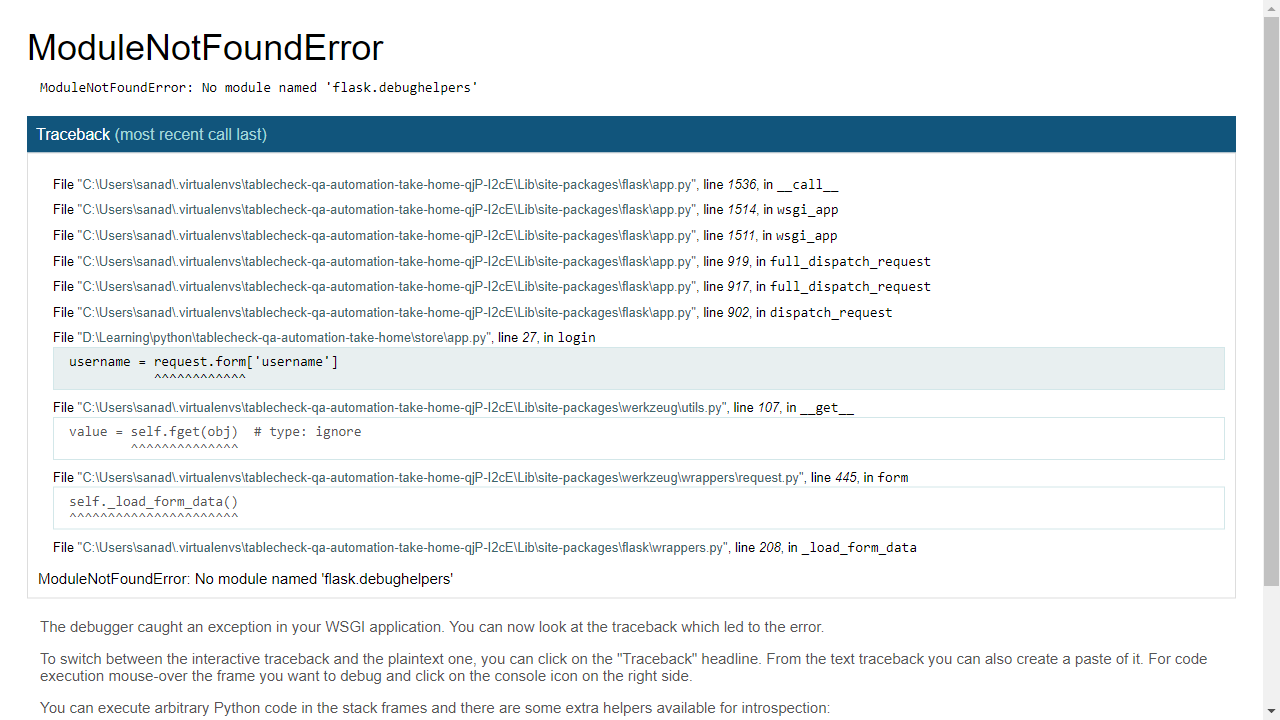 ModuleNotFoundError
ModuleNotFoundError: No module named 'flask.debughelpers'
Traceback (most recent call last)
File "C:\Users\sanad\.virtualenvs\tablecheck-qa-automation-take-home-qjP-I2cE\Lib\site-packages\flask\app.py", line 1536, in __call__
File "C:\Users\sanad\.virtualenvs\tablecheck-qa-automation-take-home-qjP-I2cE\Lib\site-packages\flask\app.py", line 1514, in wsgi_app
File "C:\Users\sanad\.virtualenvs\tablecheck-qa-automation-take-home-qjP-I2cE\Lib\site-packages\flask\app.py", line 1511, in wsgi_app
File "C:\Users\sanad\.virtualenvs\tablecheck-qa-automation-take-home-qjP-I2cE\Lib\site-packages\flask\app.py", line 919, in full_dispatch_request
File "C:\Users\sanad\.virtualenvs\tablecheck-qa-automation-take-home-qjP-I2cE\Lib\site-packages\flask\app.py", line 917, in full_dispatch_request
File "C:\Users\sanad\.virtualenvs\tablecheck-qa-automation-take-home-qjP-I2cE\Lib\site-packages\flask\app.py", line 902, in dispatch_request
File "D:\Learning\python\tablecheck-qa-automation-take-home\store\app.py", line 27, in login
username = request.form['username']
^^^^^^^^^^^^
File "C:\Users\sanad\.virtualenvs\tablecheck-qa-automation-take-home-qjP-I2cE\Lib\site-packages\werkzeug\utils.py", line 107, in __get__
value = self.fget(obj)  # type: ignore
^^^^^^^^^^^^^^
File "C:\Users\sanad\.virtualenvs\tablecheck-qa-automation-take-home-qjP-I2cE\Lib\site-packages\werkzeug\wrappers\request.py", line 445, in form
self._load_form_data()
^^^^^^^^^^^^^^^^^^^^^^
File "C:\Users\sanad\.virtualenvs\tablecheck-qa-automation-take-home-qjP-I2cE\Lib\site-packages\flask\wrappers.py", line 208, in _load_form_data
ModuleNotFoundError: No module named 'flask.debughelpers'
The debugger caught an exception in your WSGI application. You can now look at the traceback which led to the error.
To switch between the interactive traceback and the plaintext one, you can click on the "Traceback" headline. From the text traceback you can also create a paste of it. For code
execution mouse-over the frame you want to debug and click on the console icon on the right side.
You can execute arbitrary Python code in the stack frames and there are some extra helpers available for introspection: